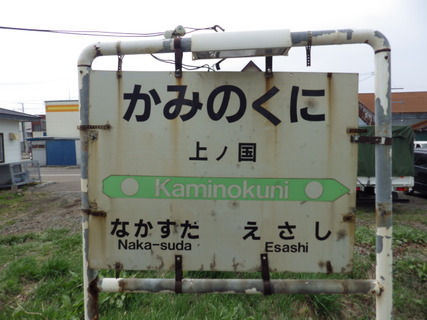 かみのくに
上ノ国
Kaminokuni
なかすだ えさし
Naka-suda Esashi